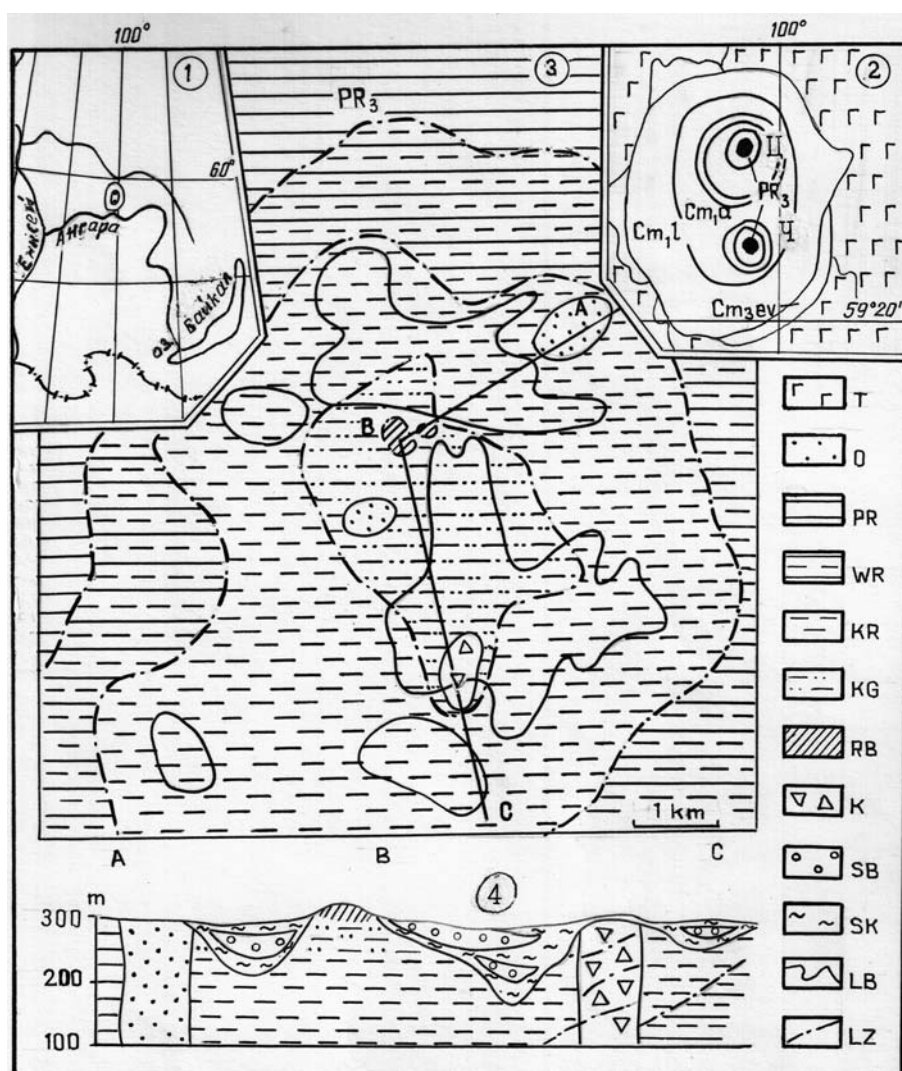 100°
1
60°
Енисей
Ангара
оз. Байкал
3
PR₃
100°
2
II
PR₃
Cm₁a
Cm₁l
Ч
Cm₃ev
59°20'
A
B
C
1 km
T
O
PR
WR
KR
KG
RB
K
SB
SK
LB
LZ
A B C
4
m
300
200
100